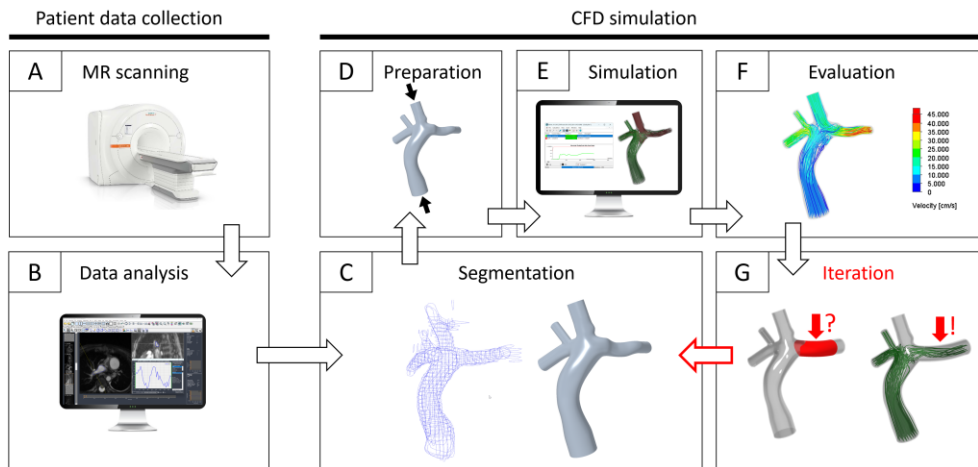 Patient data collection
CFD simulation
A
MR scanning
D
Preparation
E
Simulation
F
Evaluation
45.000
40.000
35.000
30.000
25.000
20.000
15.000
10.000
5.000
0
Velocity [cm/s]
B
Data analysis
C
Segmentation
G
Iteration
?
!